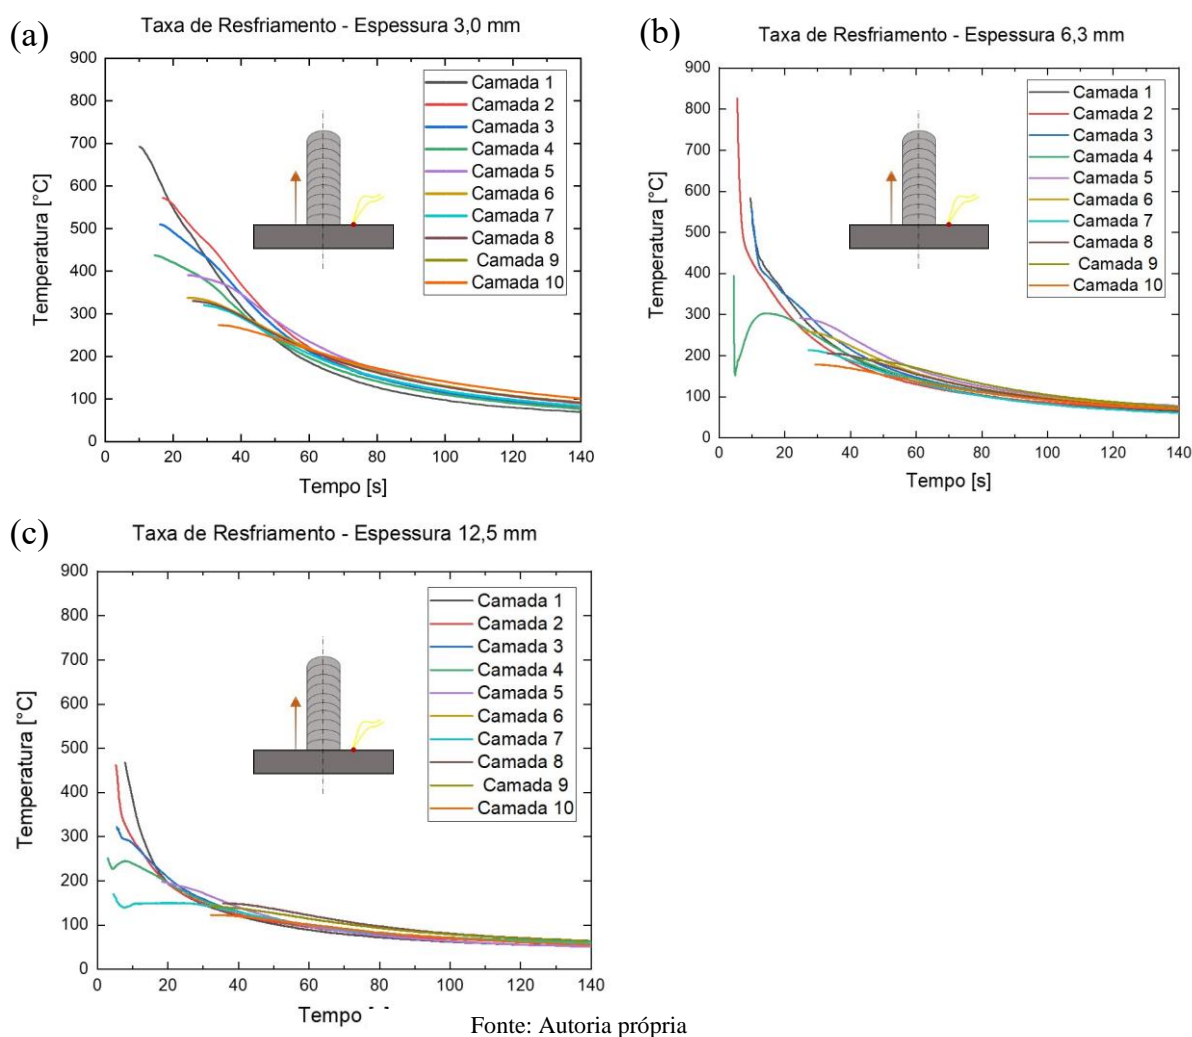 (a)
Taxa de Resfriamento - Espessura 3,0 mm
900
800
700
600
500
400
300
200
100
0
Temperatura [°C]
Camada 1
Camada 2
Camada 3
Camada 4
Camada 5
Camada 6
Camada 7
Camada 8
Camada 9
Camada 10
0 20 40 60 80 100 120 140
Tempo [s]
(b)
Taxa de Resfriamento - Espessura 6,3 mm
900
800
700
600
500
400
300
200
100
0
Temperatura [°C]
Camada 1
Camada 2
Camada 3
Camada 4
Camada 5
Camada 6
Camada 7
Camada 8
Camada 9
Camada 10
0 20 40 60 80 100 120 140
Tempo [s]
(c)
Taxa de Resfriamento - Espessura 12,5 mm
900
800
700
600
500
400
300
200
100
0
Temperatura [°C]
Camada 1
Camada 2
Camada 3
Camada 4
Camada 5
Camada 6
Camada 7
Camada 8
Camada 9
Camada 10
0 20 40 60 80 100 120 140
Tempo
Fonte: Autoria própria